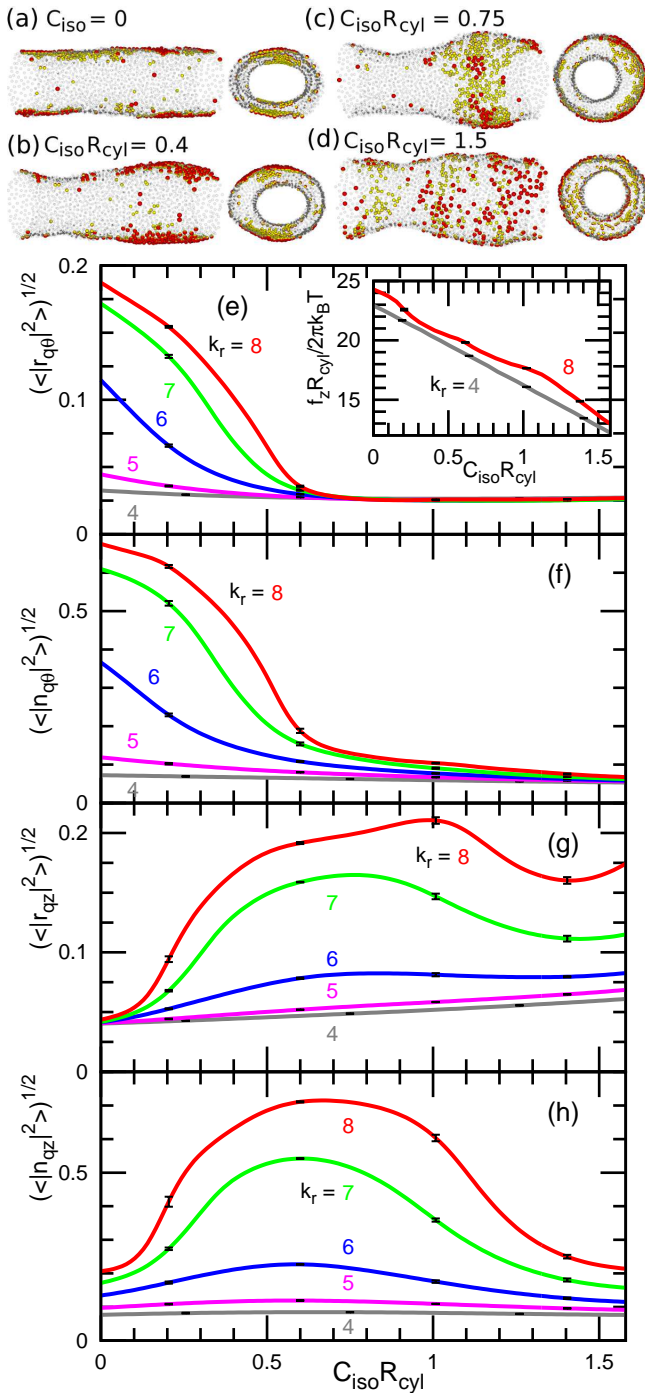 (a) C_iso = 0
(c) C_iso R_cyl = 0.75
(b) C_iso R_cyl = 0.4
(d) C_iso R_cyl = 1.5
(e)
(<|r_qθ|²>)^1/2
0.2
0.1
0
k_r = 8
7
6
5
4
f_z R_cyl/2πk_B T
25
20
15
k_r = 4
8
0 0.5 1 1.5
C_iso R_cyl
(f)
(<|n_qθ|²>)^1/2
0.5
0
k_r = 8
7
6
5
4
(g)
(<|r_qz|²>)^1/2
0.2
0.1
0
k_r = 8
7
6
5
4
(h)
(<|n_qz|²>)^1/2
0.5
0
8
k_r = 7
6
5
4
0 0.5 1 1.5
C_iso R_cyl